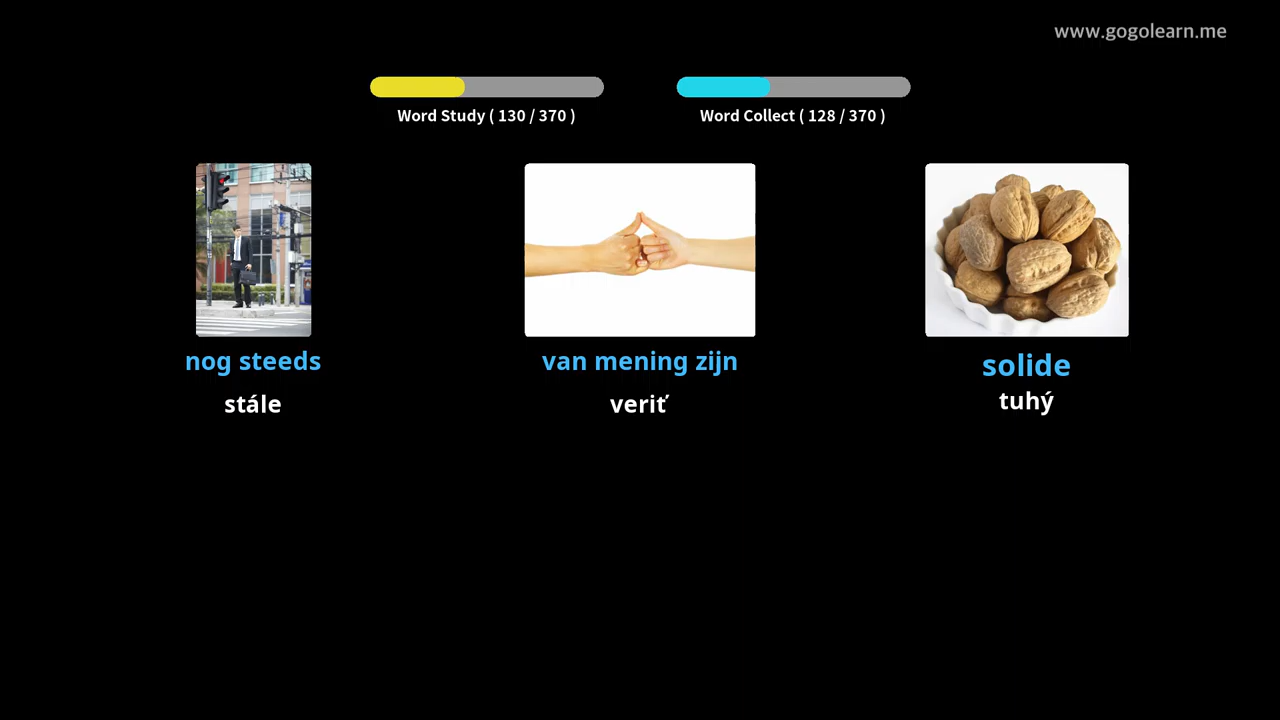 www.gogolearn.me
Word Study ( 130 / 370 )
Word Collect ( 128 / 370 )
nog steeds
van mening zijn
solide
stále
veriť
tuhý